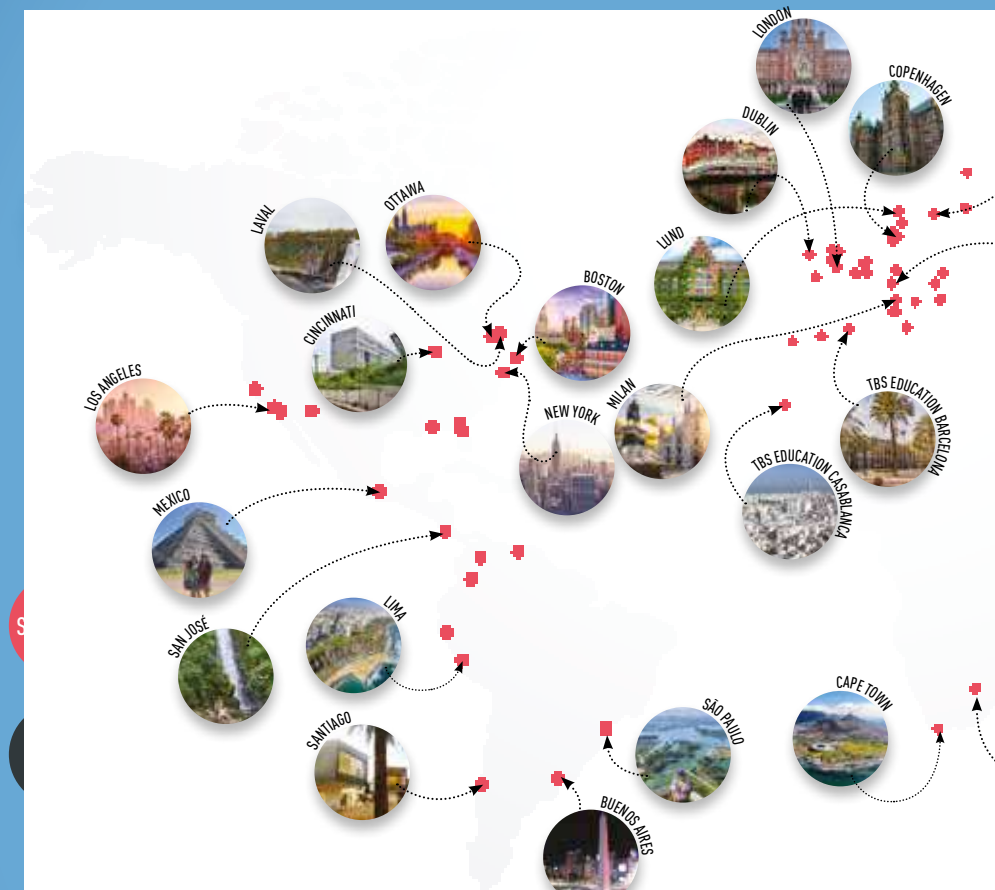 LONDON
COPENHAGEN
DUBLIN
OTTAWA
LAVAL
LUND
BOSTON
CINCINNATI
LOS ANGELES
NEW YORK
MILAN
TBS EDUCATION BARCELONA
TBS EDUCATION CASABLANCA
MEXICO
SAN JOSÉ
LIMA
CAPE TOWN
SÃO PAULO
SANTIAGO
BUENOS AIRES
S